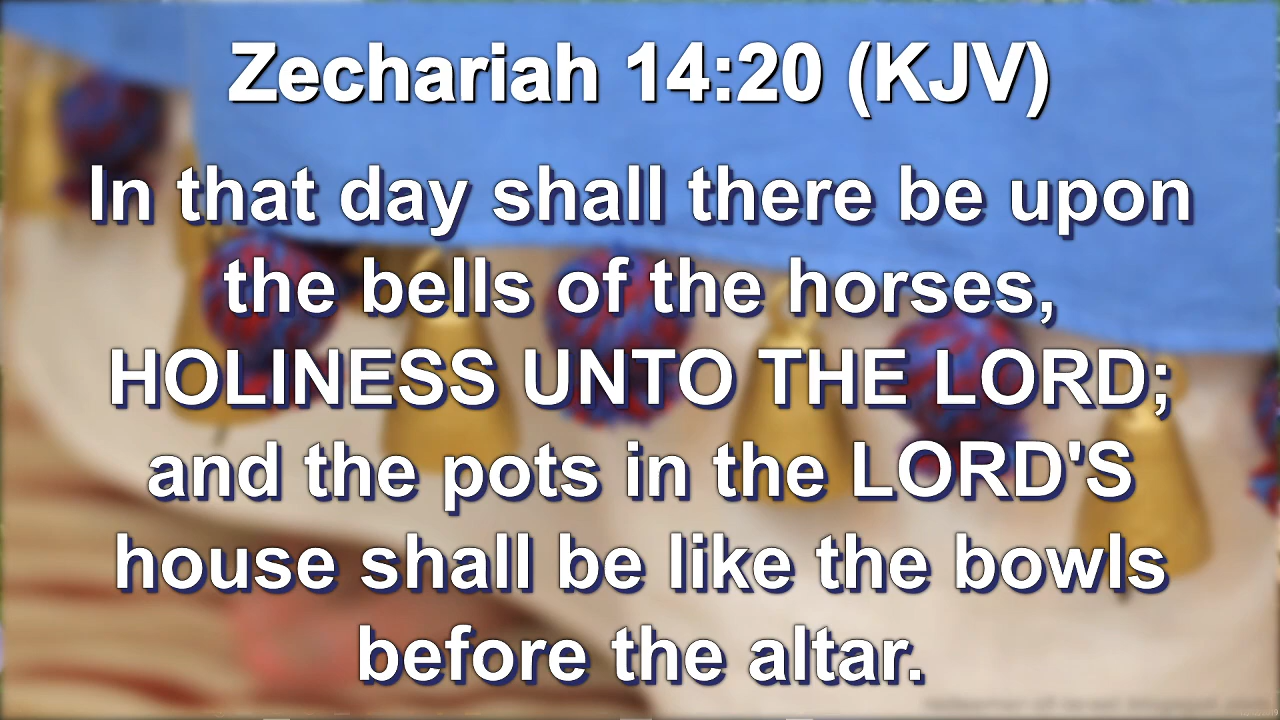 Zechariah 14:20 (KJV)
In that day shall there be upon
the bells of the horses,
HOLINESS UNTO THE LORD;
and the pots in the LORD'S
house shall be like the bowls
before the altar.